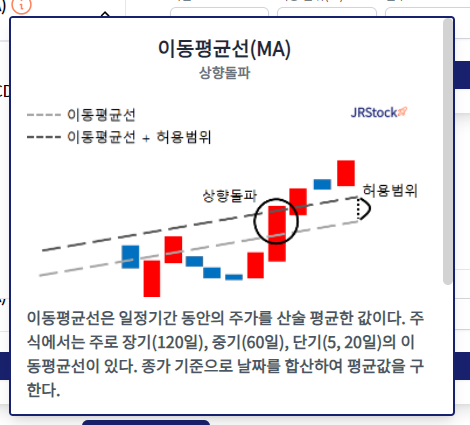 이동평균선(MA)
상향돌파
이동평균선
JRStock
이동평균선 + 허용범위
상향돌파
허용범위
이동평균선은 일정기간 동안의 주가를 산술 평균한 값이다. 주
식에서는 주로 장기(120일), 중기(60일), 단기(5, 20일)의 이
동평균선이 있다. 종가 기준으로 날짜를 합산하여 평균값을 구
한다.